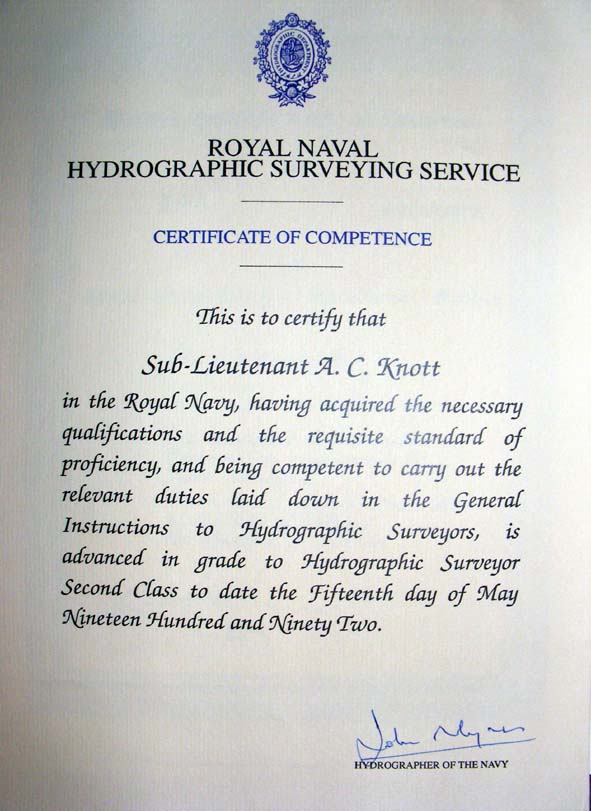 HYDROGRAPHIC DEPARTMENT
ROYAL NAVAL
HYDROGRAPHIC SURVEYING SERVICE
CERTIFICATE OF COMPETENCE
This is to certify that
Sub-Lieutenant A. C. Knott
in the Royal Navy, having acquired the necessary
qualifications and the requisite standard of
proficiency, and being competent to carry out the
relevant duties laid down in the General
Instructions to Hydrographic Surveyors, is
advanced in grade to Hydrographic Surveyor
Second Class to date the Fifteenth day of May
Nineteen Hundred and Ninety Two.
John
HYDROGRAPHER OF THE NAVY